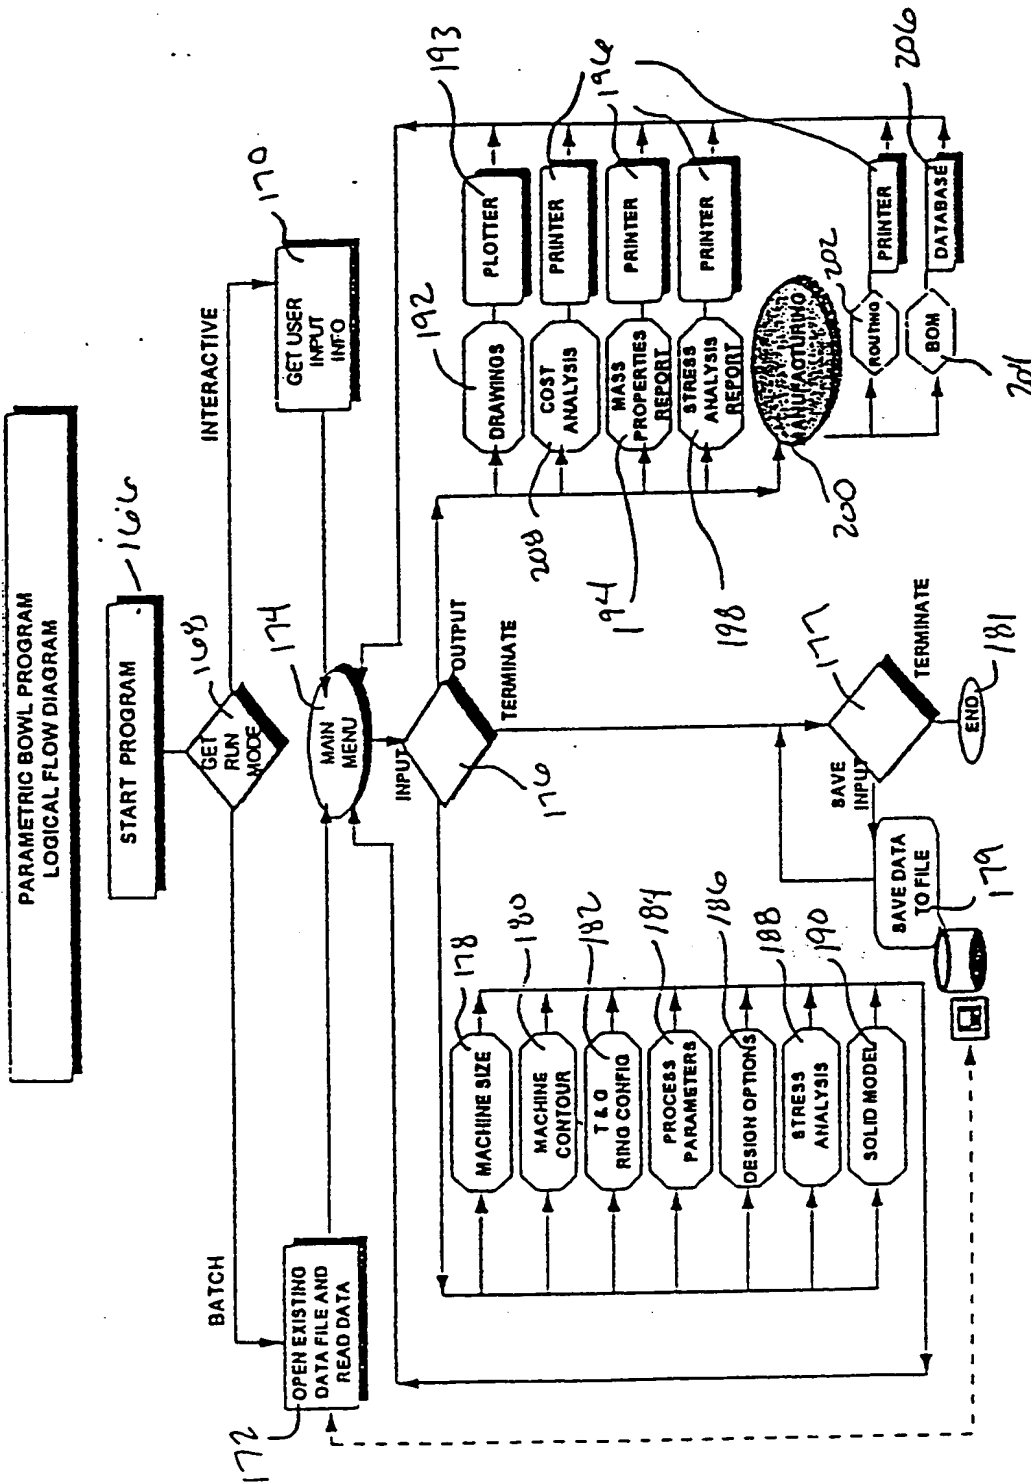 PARAMETRIC BOWL PROGRAM
LOGICAL FLOW DIAGRAM
START PROGRAM
166
GET
RUN
MODE
168
BATCH
INTERACTIVE
OPEN EXISTING
DATA FILE AND
READ DATA
172
GET USER
INPUT
INFO
170
MAIN
MENU
174
INPUT
OUTPUT
TERMINATE
176
MACHINE SIZE
178
MACHINE
CONTOUR
180
T & G
RING CONFIG
182
PROCESS
PARAMETERS
184
DESIGN OPTIONS
186
STRESS
ANALYSIS
188
SOLID MODEL
190
SAVE
INPUT
177
TERMINATE
SAVE DATA
TO FILE
179
END
181
DRAWINGS
192
PLOTTER
193
COST
ANALYSIS
208
PRINTER
196
MASS
PROPERTIES
REPORT
194
PRINTER
196
STRESS
ANALYSIS
REPORT
198
PRINTER
MANUFACTURING
200
ROUTING
202
PRINTER
BOM
204
DATABASE
206